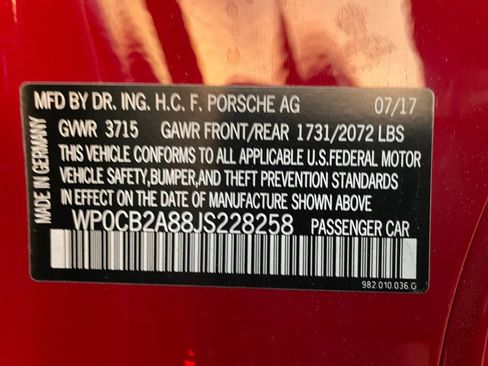 MFD BY DR. ING. H.C. F. PORSCHE AG 07/17
GVWR 3715 GAWR FRONT/REAR 1731/2072 LBS
THIS VEHICLE CONFORMS TO ALL APPLICABLE U.S.FEDERAL MOTOR
VEHICLE SAFETY,BUMPER,AND THEFT PREVENTION STANDARDS
IN EFFECT ON THE DATE OF MANUFACTURE SHOWN ABOVE
WP0CB2A88JS228258 PASSENGER CAR
982.010.036.G
MADE IN GERMANY